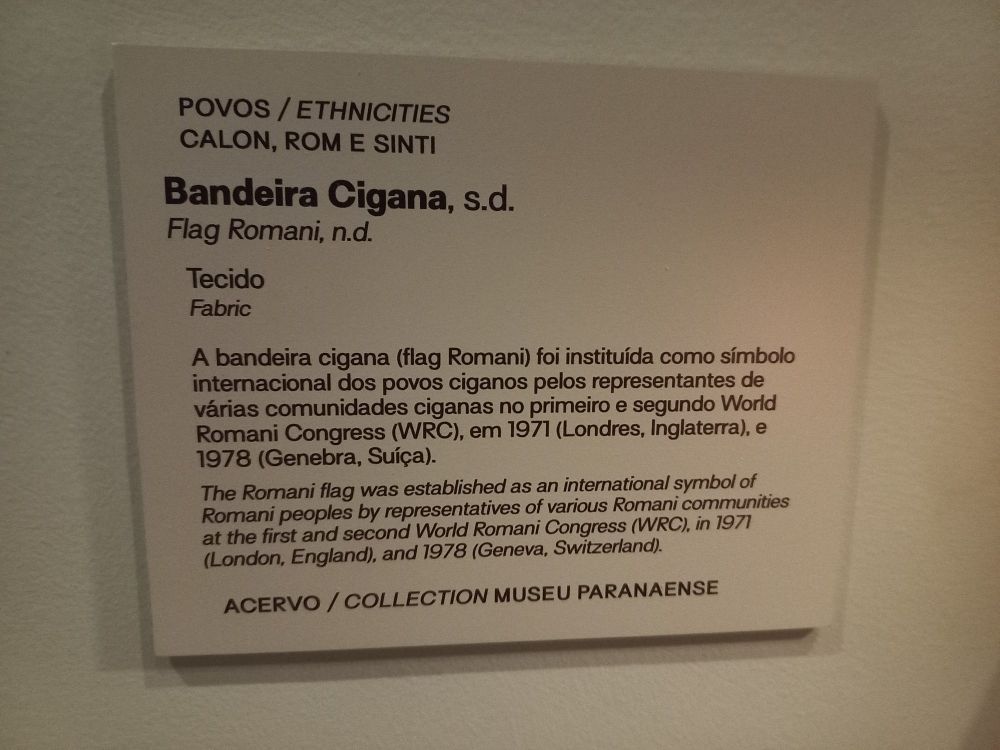 POVOS / ETHNICITIES
CALON, ROM E SINTI
Bandeira Cigana, s.d.
Flag Romani, n.d.
Tecido
Fabric
A bandeira cigana (flag Romani) foi instituída como símbolo
internacional dos povos ciganos pelos representantes de
várias comunidades ciganas no primeiro e segundo World
Romani Congress (WRC), em 1971 (Londres, Inglaterra), e
1978 (Genebra, Suíça).
The Romani flag was established as an international symbol of
Romani peoples by representatives of various Romani communities
at the first and second World Romani Congress (WRC), in 1971
(London, England), and 1978 (Geneva, Switzerland).
ACERVO / COLLECTION MUSEU PARANAENSE